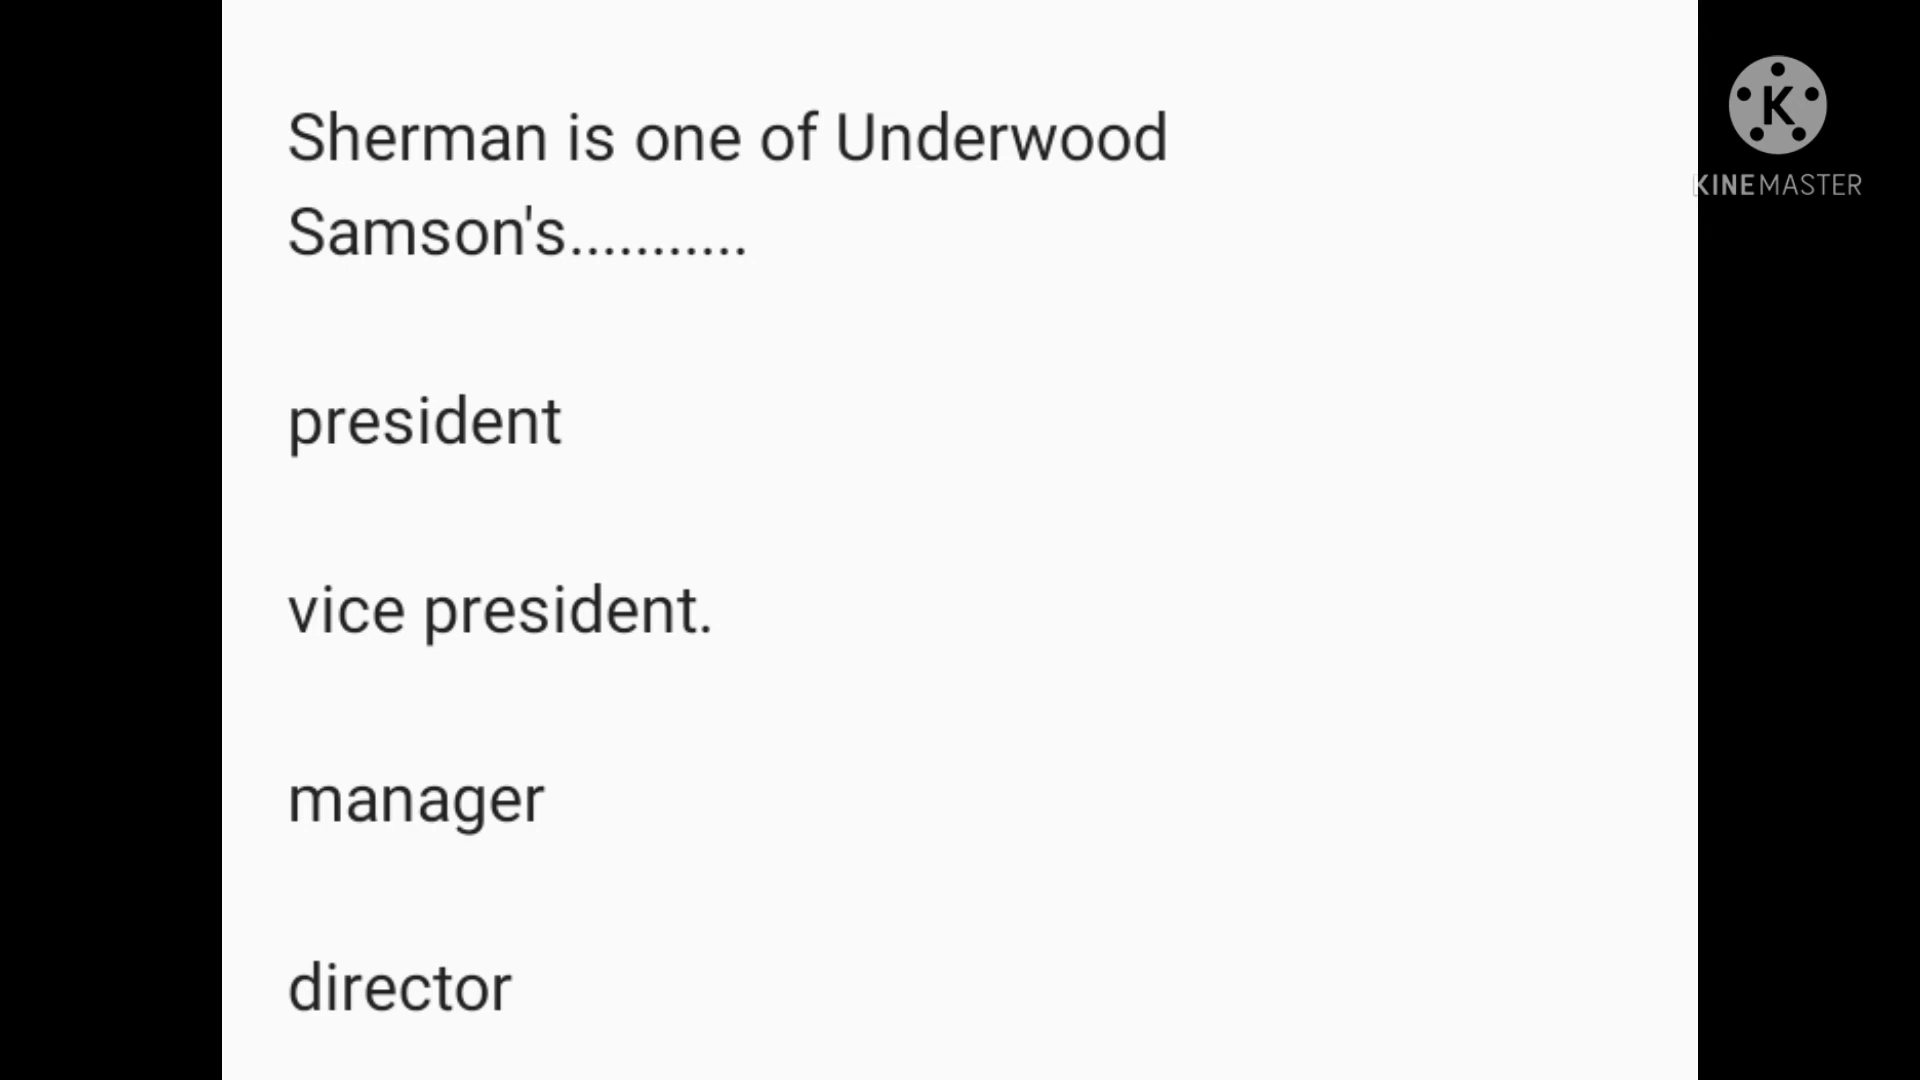 Sherman is one of Underwood
Samson's...........
president
vice president.
manager
director
K
KINEMASTER